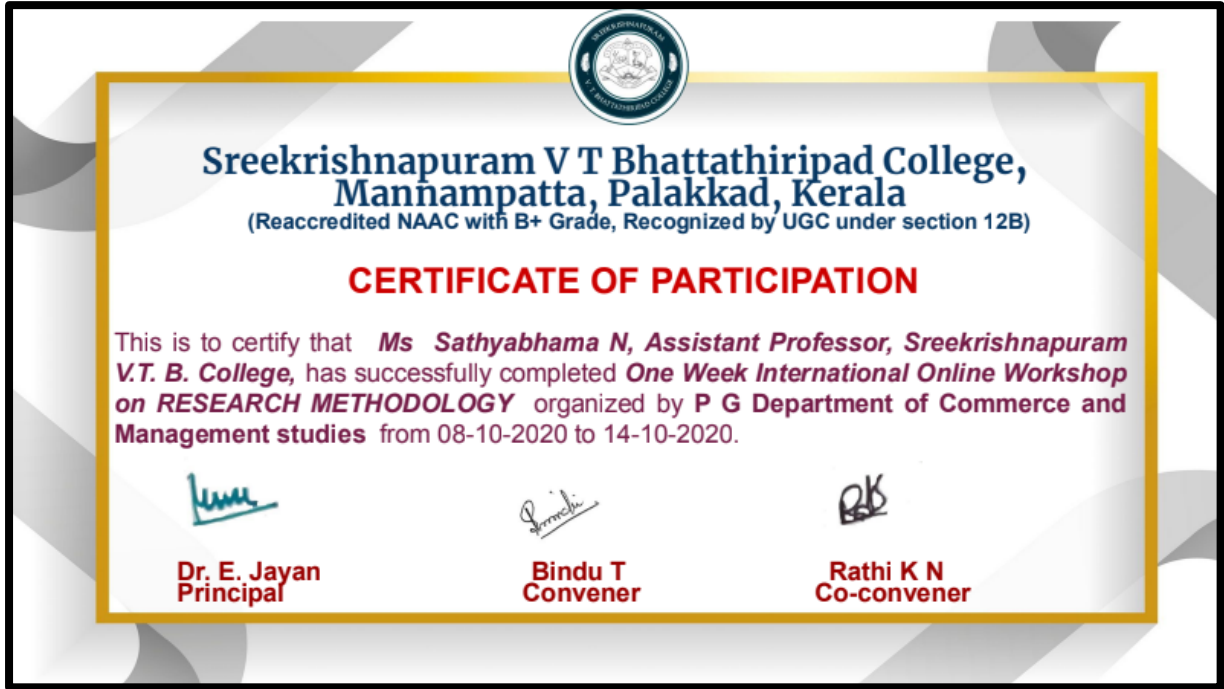 SREEKRISHNAPURAM
V. T. BHATTATHIRIPAD COLLEGE
Sreekrishnapuram V T Bhattathiripad College,
Mannampatta, Palakkad, Kerala
(Reaccredited NAAC with B+ Grade, Recognized by UGC under section 12B)
CERTIFICATE OF PARTICIPATION
This is to certify that Ms Sathyabhama N, Assistant Professor, Sreekrishnapuram
V.T. B. College, has successfully completed One Week International Online Workshop
on RESEARCH METHODOLOGY organized by P G Department of Commerce and
Management studies from 08-10-2020 to 14-10-2020.
Dr. E. Jayan Bindu T Rathi K N
Principal Convener Co-convener